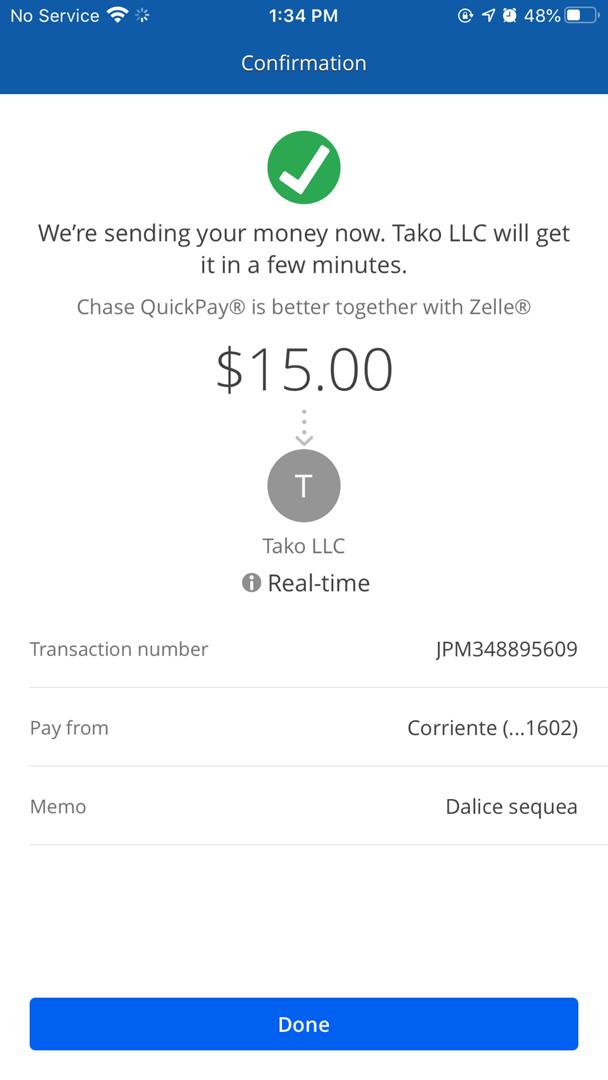 No Service 1:34 PM 48%
Confirmation
We’re sending your money now. Tako LLC will get
it in a few minutes.
Chase QuickPay® is better together with Zelle®
$15.00
T
Tako LLC
Real-time
Transaction number JPM348895609
Pay from Corriente (...1602)
Memo Dalice sequea
Done